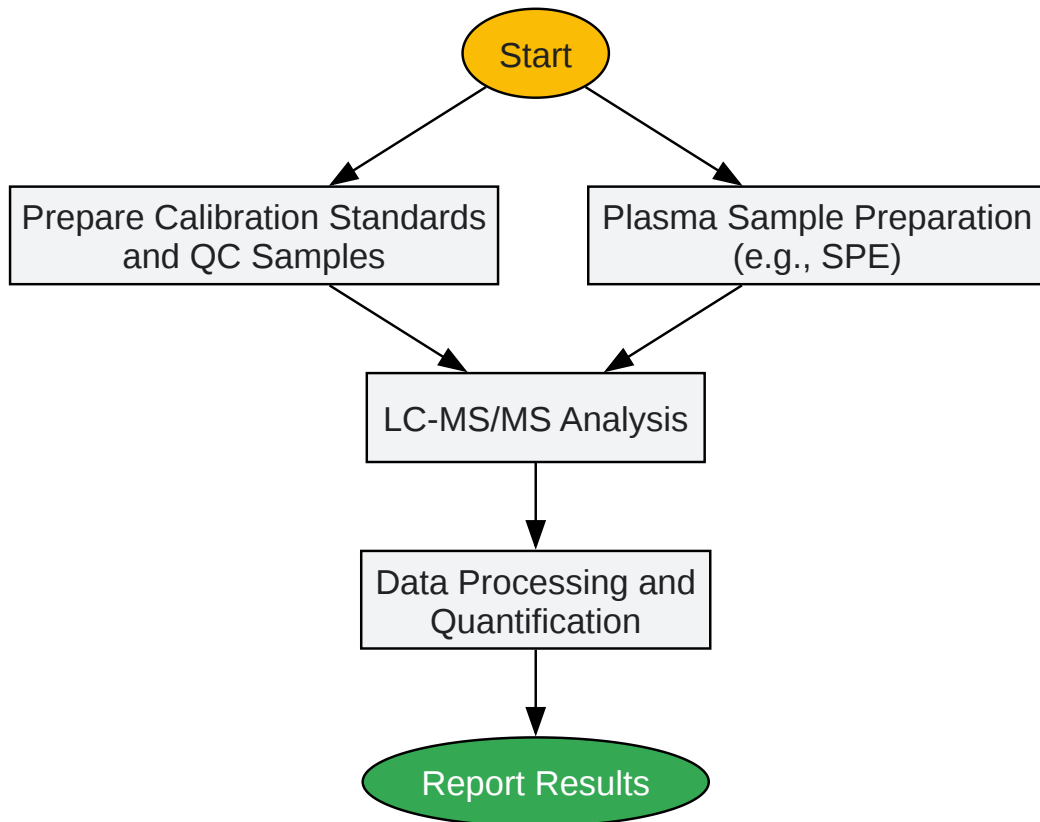 Start
Prepare Calibration Standards
and QC Samples
Plasma Sample Preparation
(e.g., SPE)
LC-MS/MS Analysis
Data Processing and
Quantification
Report Results